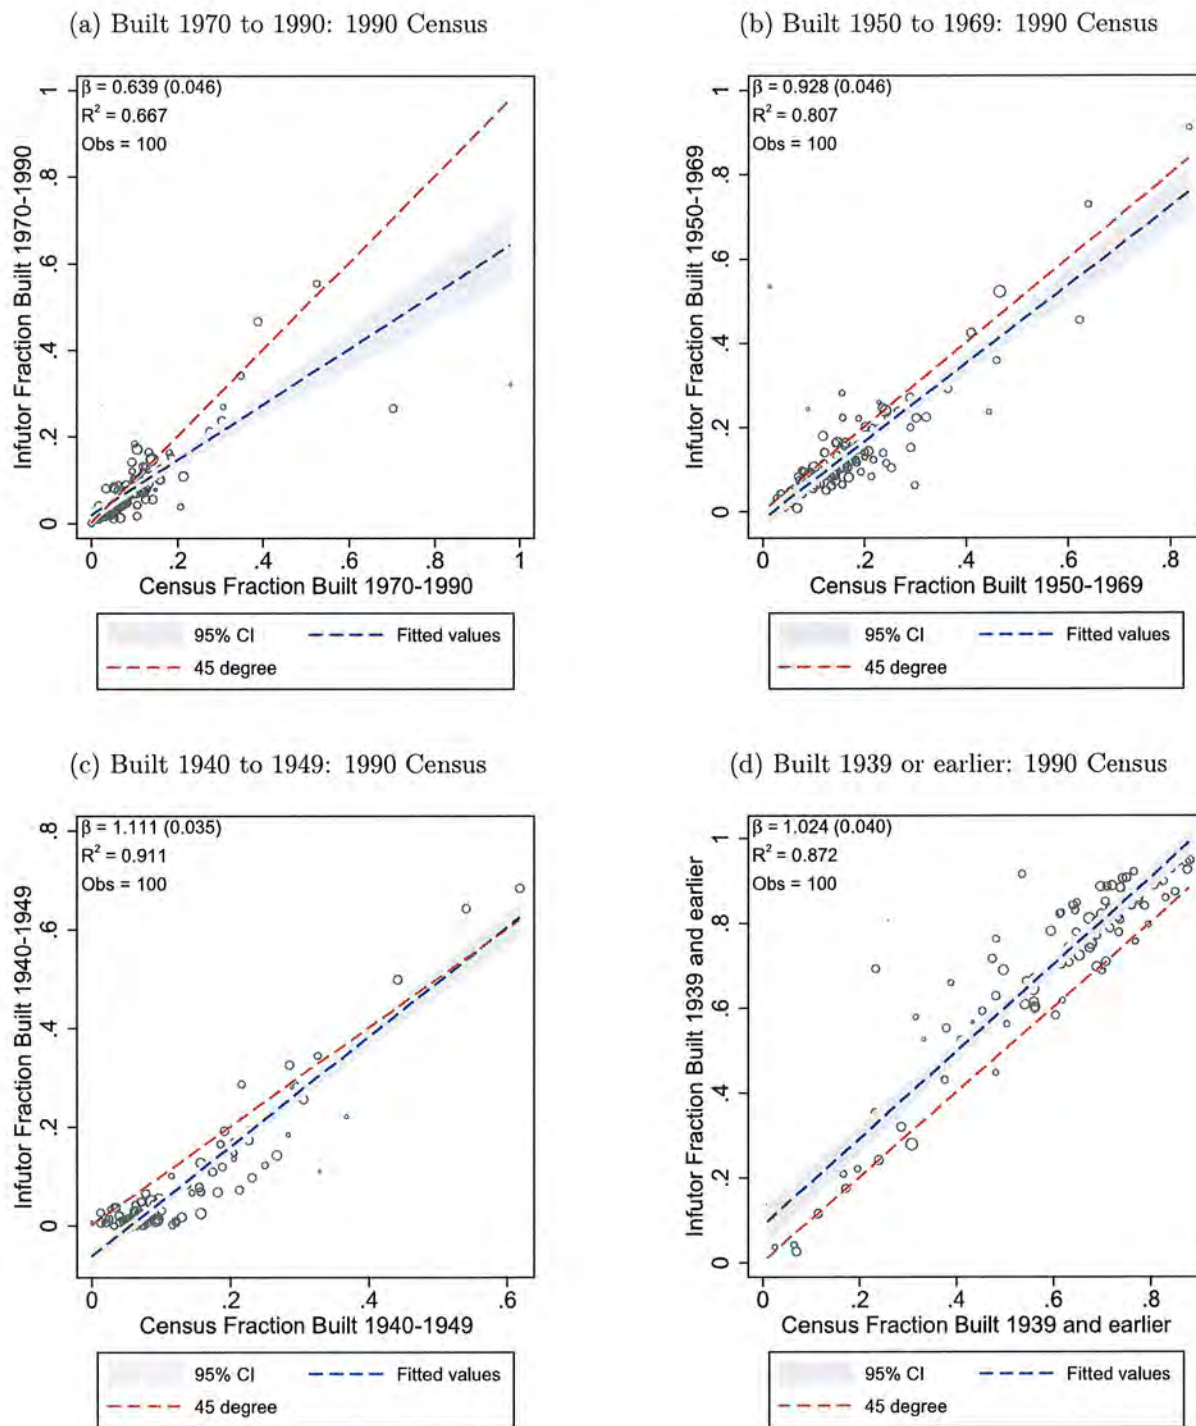 (a) Built 1970 to 1990: 1990 Census
β = 0.639 (0.046)
R² = 0.667
Obs = 100
Infutor Fraction Built 1970-1990
0 .2 .4 .6 .8 1
0 .2 .4 .6 .8 1
Census Fraction Built 1970-1990
95% CI Fitted values
45 degree
(b) Built 1950 to 1969: 1990 Census
β = 0.928 (0.046)
R² = 0.807
Obs = 100
Infutor Fraction Built 1950-1969
0 .2 .4 .6 .8 1
0 .2 .4 .6 .8
Census Fraction Built 1950-1969
95% CI Fitted values
45 degree
(c) Built 1940 to 1949: 1990 Census
β = 1.111 (0.035)
R² = 0.911
Obs = 100
Infutor Fraction Built 1940-1949
0 .2 .4 .6 .8
0 .2 .4 .6
Census Fraction Built 1940-1949
95% CI Fitted values
45 degree
(d) Built 1939 or earlier: 1990 Census
β = 1.024 (0.040)
R² = 0.872
Obs = 100
Infutor Fraction Built 1939 and earlier
0 .2 .4 .6 .8 1
0 .2 .4 .6 .8
Census Fraction Built 1939 and earlier
95% CI Fitted values
45 degree